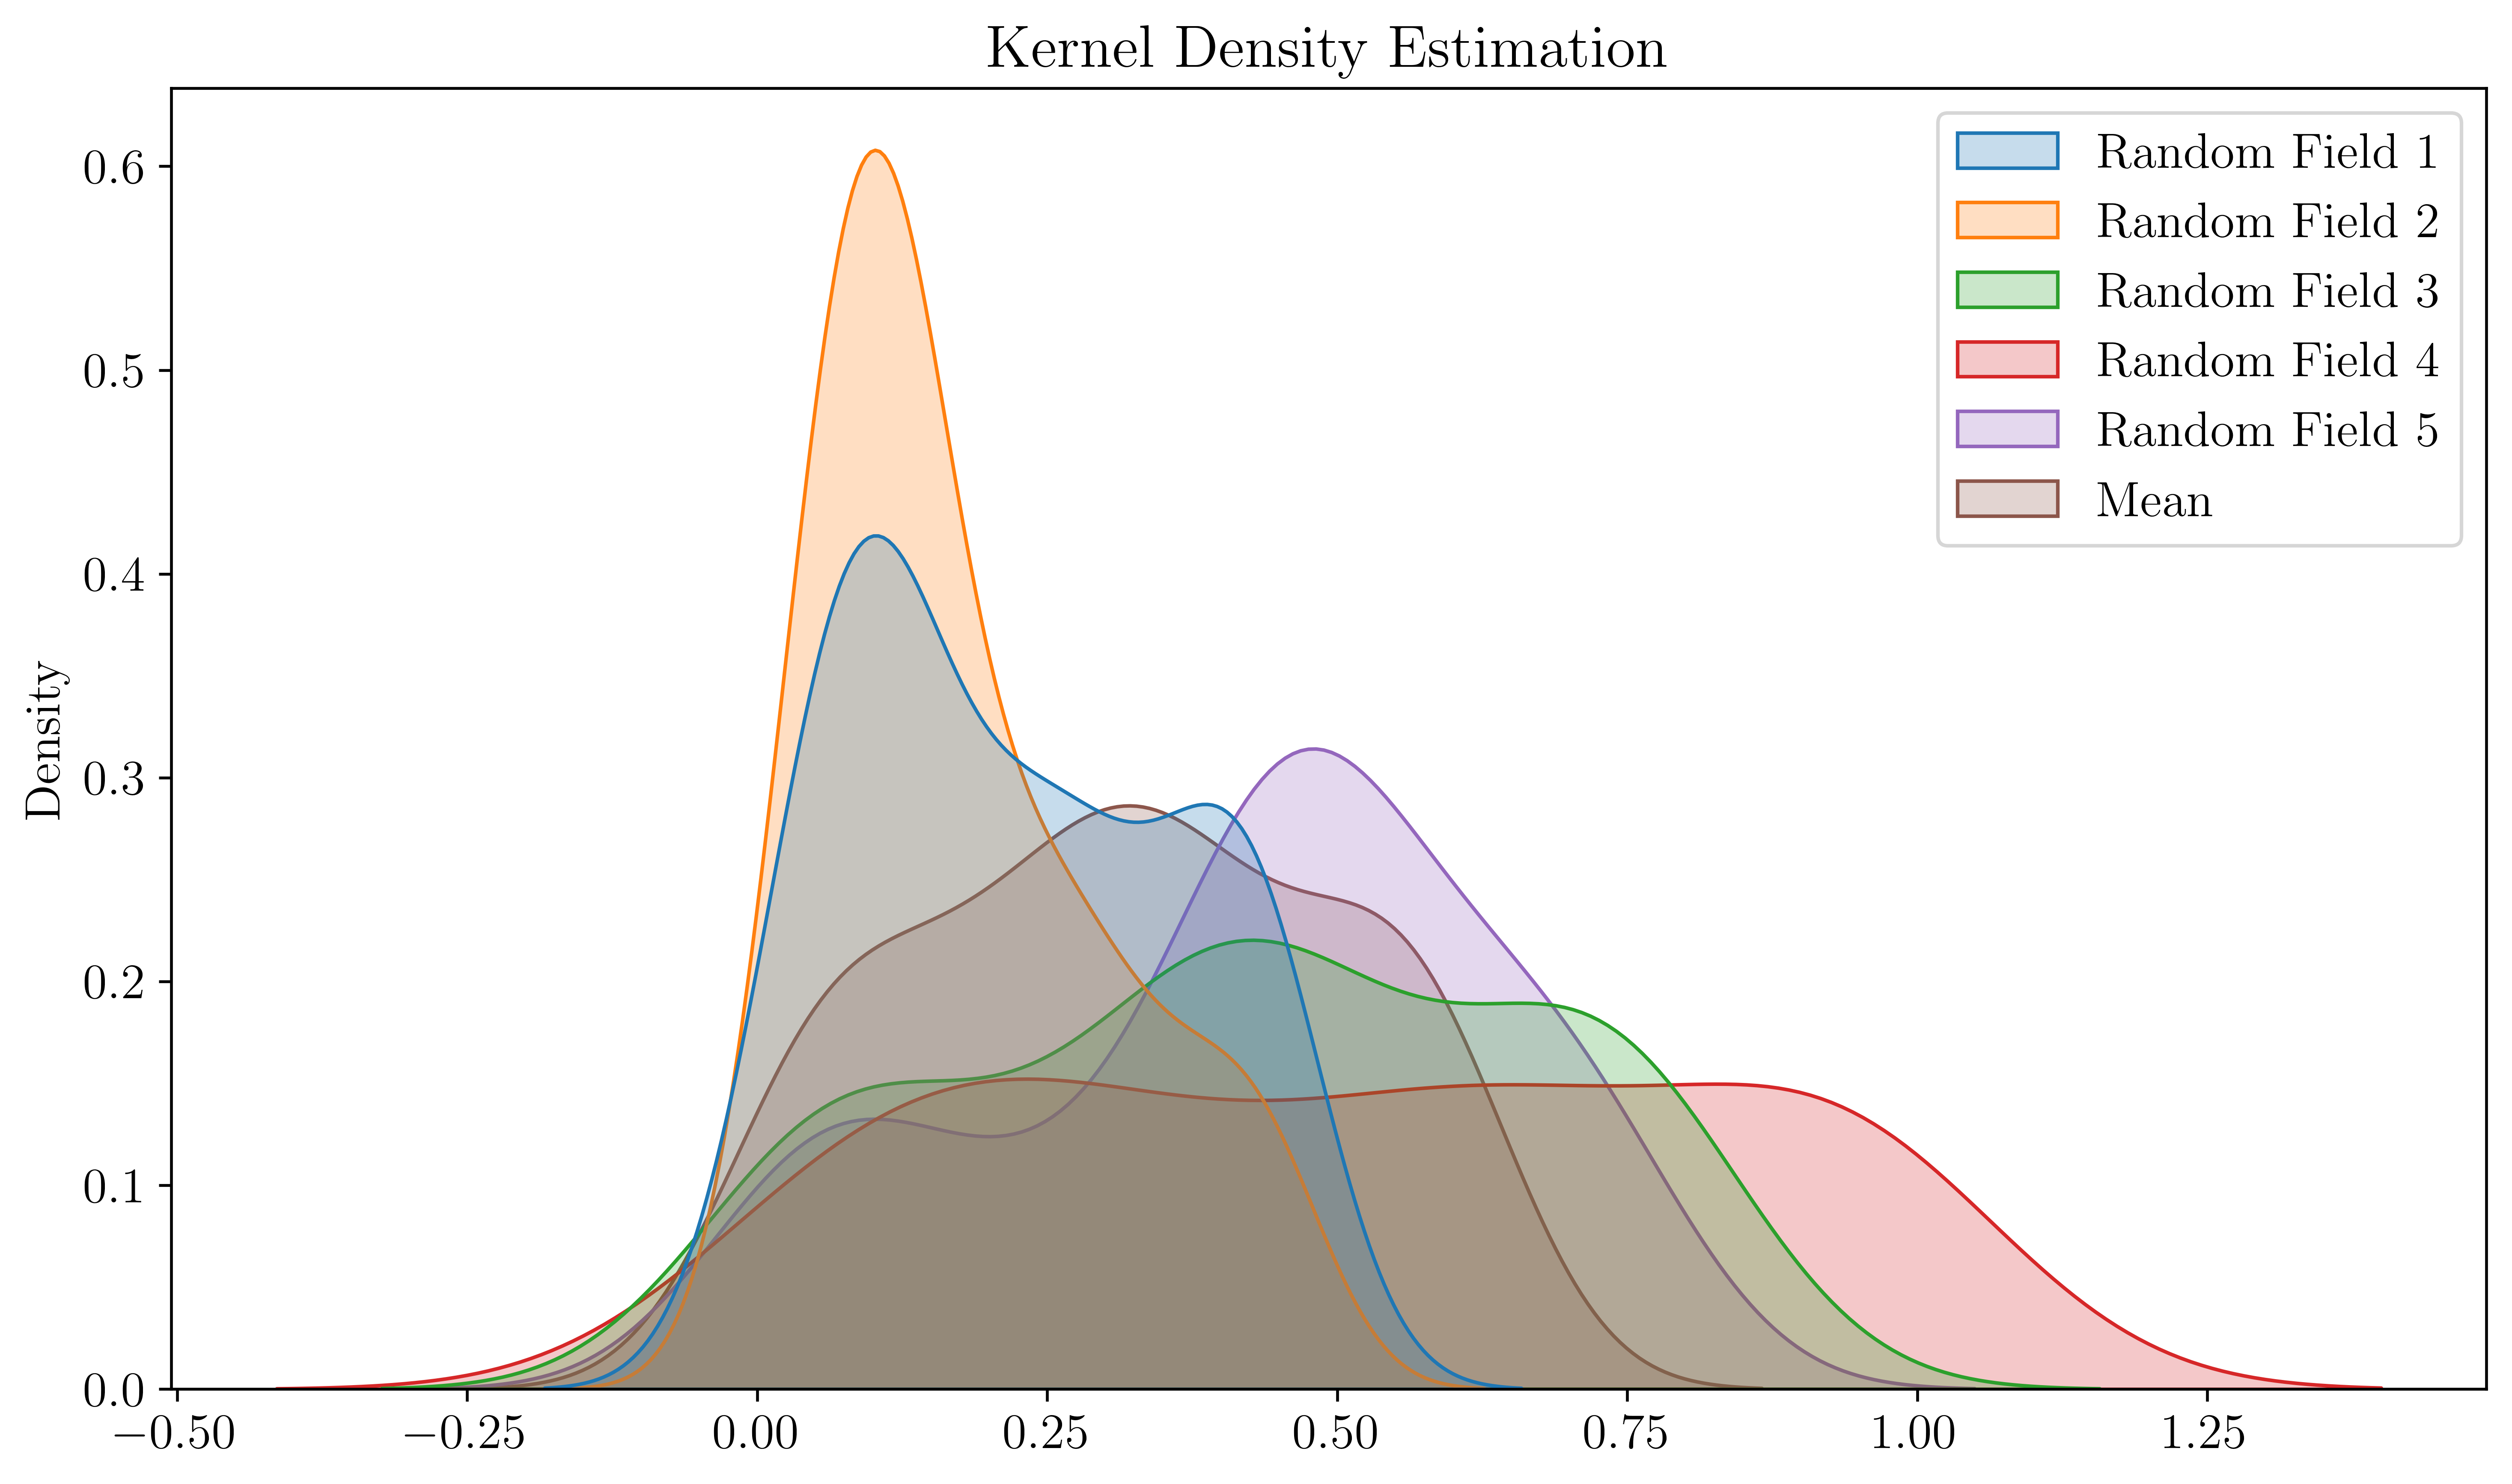 Kernel Density Estimation
Random Field 1
Random Field 2
Random Field 3
Random Field 4
Random Field 5
Mean
Density
0.6
0.5
0.4
0.3
0.2
0.1
0.0
−0.50 −0.25 0.00 0.25 0.50 0.75 1.00 1.25